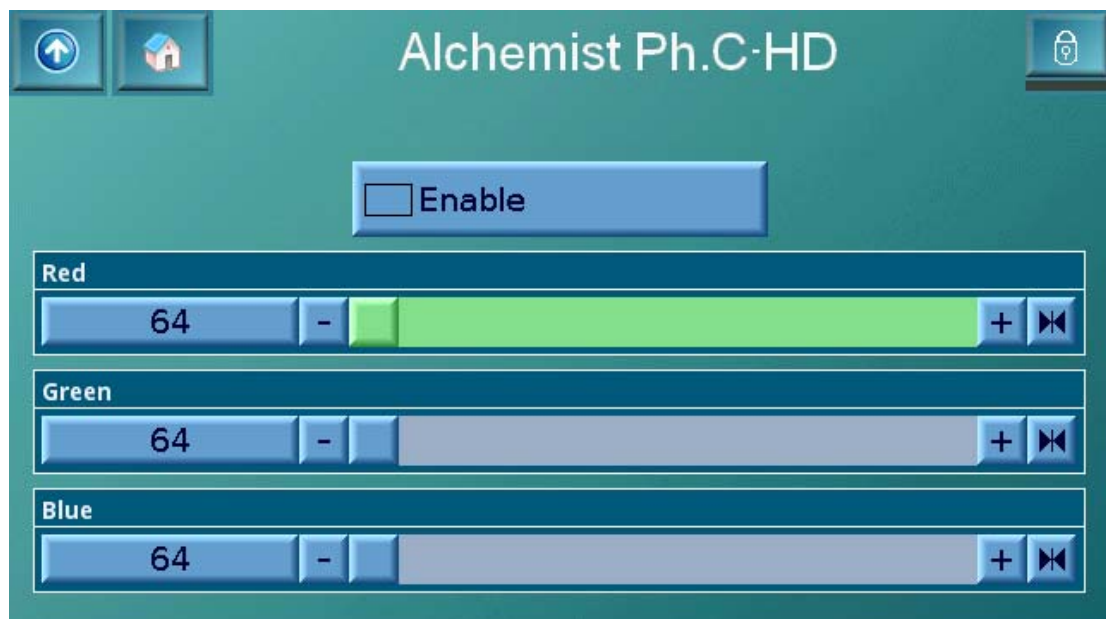 Alchemist Ph.C-HD
Enable
Red
64 - +
Green
64 - +
Blue
64 - +